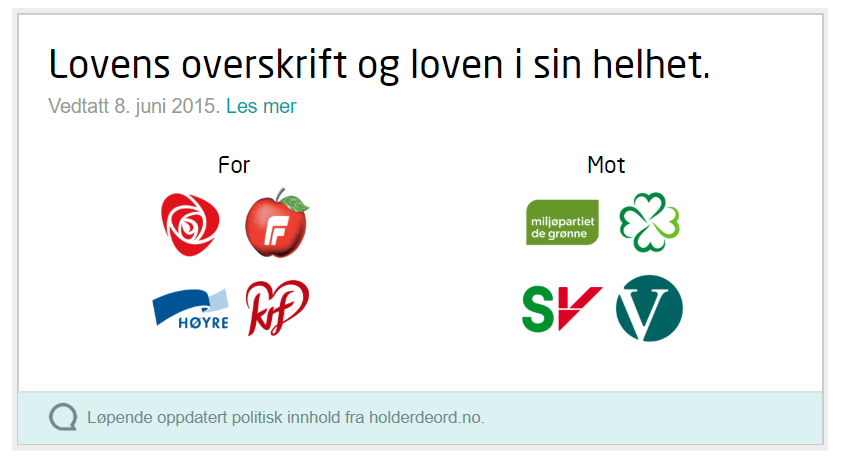 Lovens overskrift og loven i sin helhet.
Vedtatt 8. juni 2015. Les mer
For
Mot
F
miljøpartiet
de grønne
HØYRE
krf
SV
V
Løpende oppdatert politisk innhold fra holderdeord.no.